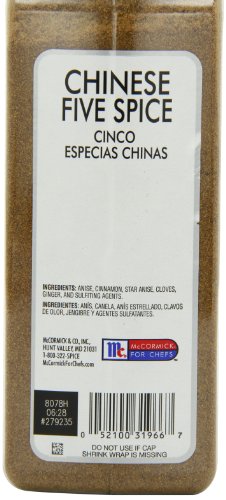 CHINESE
FIVE SPICE
CINCO
ESPECIAS CHINAS
INGREDIENTS: ANISE, CINNAMON, STAR ANISE, CLOVES,
GINGER, AND SULFITING AGENTS.
INGREDIENTES: ANÍS, CANELA, ANÍS ESTRELLADO, CLAVOS
DE OLOR, JENGIBRE Y AGENTES SULFATANTES.
McCORMICK & CO., INC.,
HUNT VALLEY, MD 21031
1-800-322-SPICE
McCormickForChefs.com
Mc
McCORMICK
FOR CHEFS™
8078H
06:28
#279235
0 52100 31966 7
DO NOT USE IF CAP
SHRINK WRAP IS MISSING